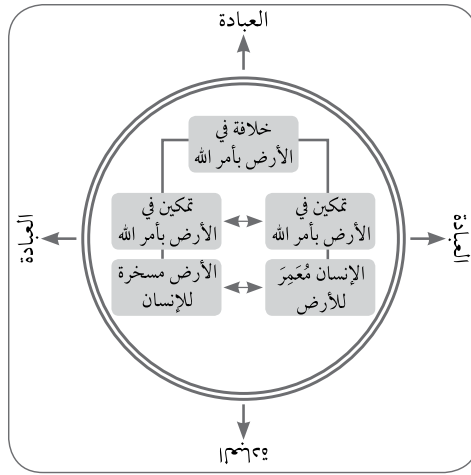 العبادة
خلافة في
الأرض بأمر الله
تمكين في
الأرض بأمر الله
تمكين في
الأرض بأمر الله
الإنسان مُعَمِرَ
للأرض
الأرض مسخرة
للإنسان
العبادة
العبادة
العبادة